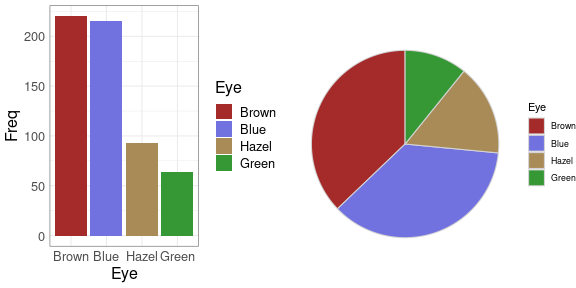 Freq
200
150
100
50
0
Brown Blue Hazel Green
Eye
Eye
Brown
Blue
Hazel
Green
Eye
Brown
Blue
Hazel
Green